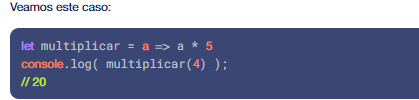 Veamos este caso:
let multiplicar = a => a * 5
console.log( multiplicar(4) );
// 20